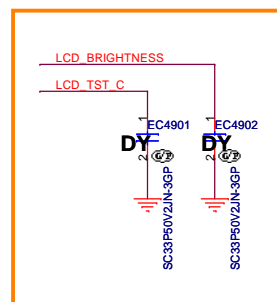 LCD_BRIGHTNESS
LCD_TST_C
1 EC4901
DY
2
SC33P50V2JN-3GP
1 EC4902
DY
2
SC33P50V2JN-3GP